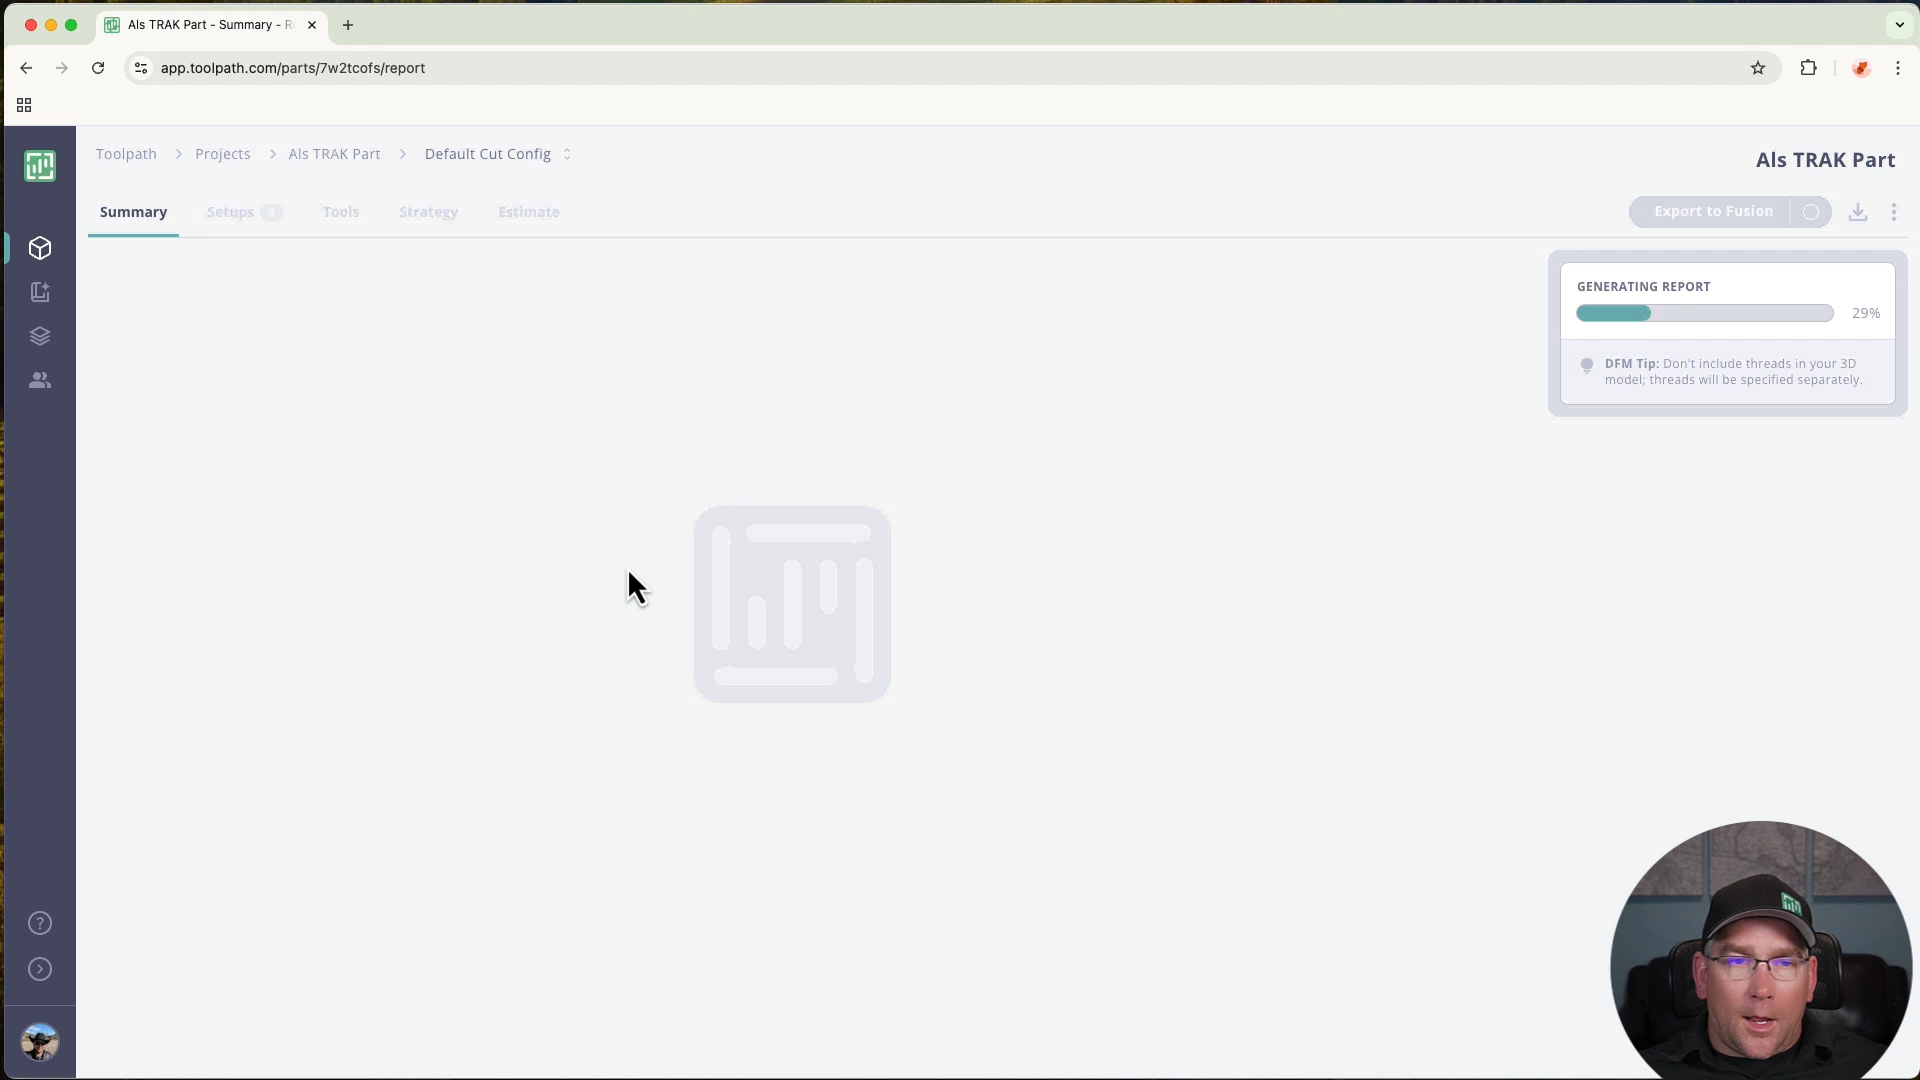 Als TRAK Part - Summary - R
app.toolpath.com/parts/7w2tcofs/report
Toolpath
Projects
Als TRAK Part
Default Cut Config
Als TRAK Part
Summary
Setups 0
Tools
Strategy
Estimate
Export to Fusion
GENERATING REPORT
29%
DFM Tip: Don't include threads in your 3D
model; threads will be specified separately.